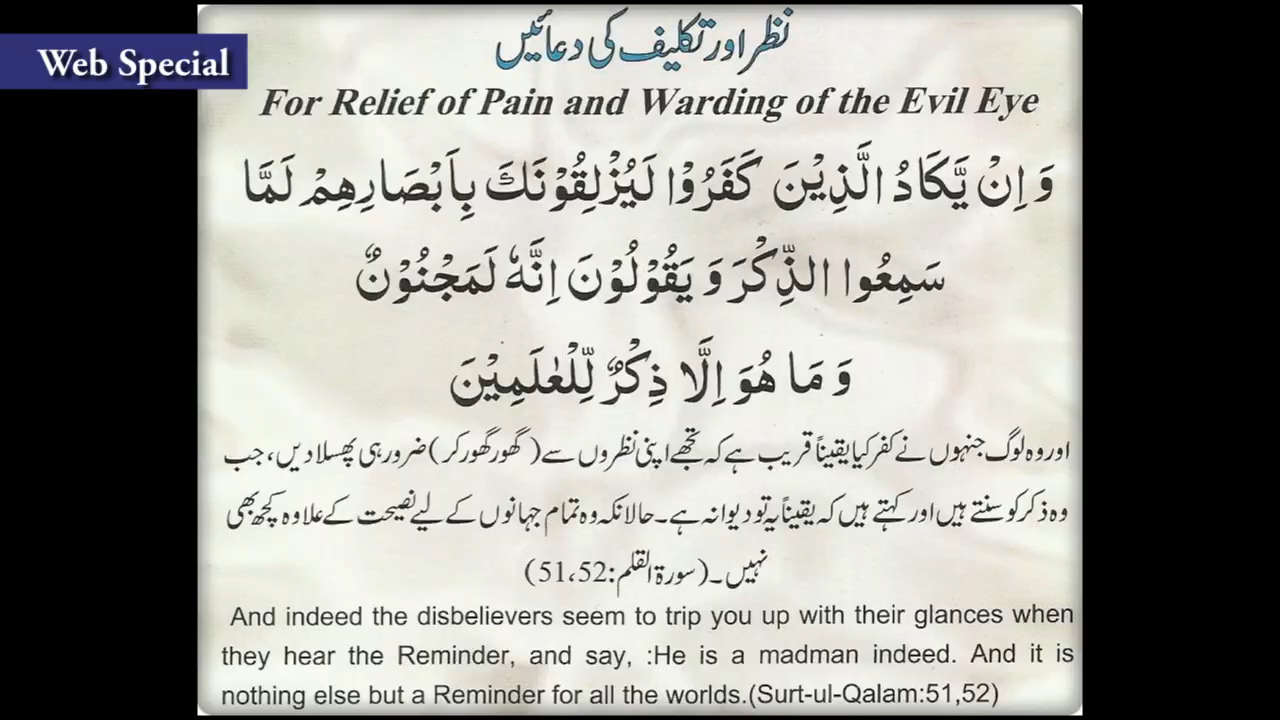 Web Special
نظر اور تکلیف کی دعائیں
For Relief of Pain and Warding of the Evil Eye
وَ اِنْ یَّكَادُ الَّذِیْنَ كَفَرُوْا لَیُزْلِقُوْنَكَ بِاَبْصَارِهِمْ لَمَّا
سَمِعُوا الذِّكْرَ وَ یَقُوْلُوْنَ اِنَّهٗ لَمَجْنُوْنٌ
وَ مَا هُوَ اِلَّا ذِكْرٌ لِّلْعٰلَمِیْنَ
اور وہ لوگ جنہوں نے کفر کیا یقیناً قریب ہے کہ تجھے اپنی نظروں سے (گھور گھور کر) ضرور ہی پھسلا دیں، جب
وہ ذکر کو سنتے ہیں اور کہتے ہیں کہ یقیناً یہ تو دیوانہ ہے۔ حالانکہ وہ تمام جہانوں کے لیے نصیحت کے علاوہ کچھ بھی
نہیں۔ (سورۃ القلم:51،52)
And indeed the disbelievers seem to trip you up with their glances when
they hear the Reminder, and say, :He is a madman indeed. And it is
nothing else but a Reminder for all the worlds.(Surt-ul-Qalam:51,52)